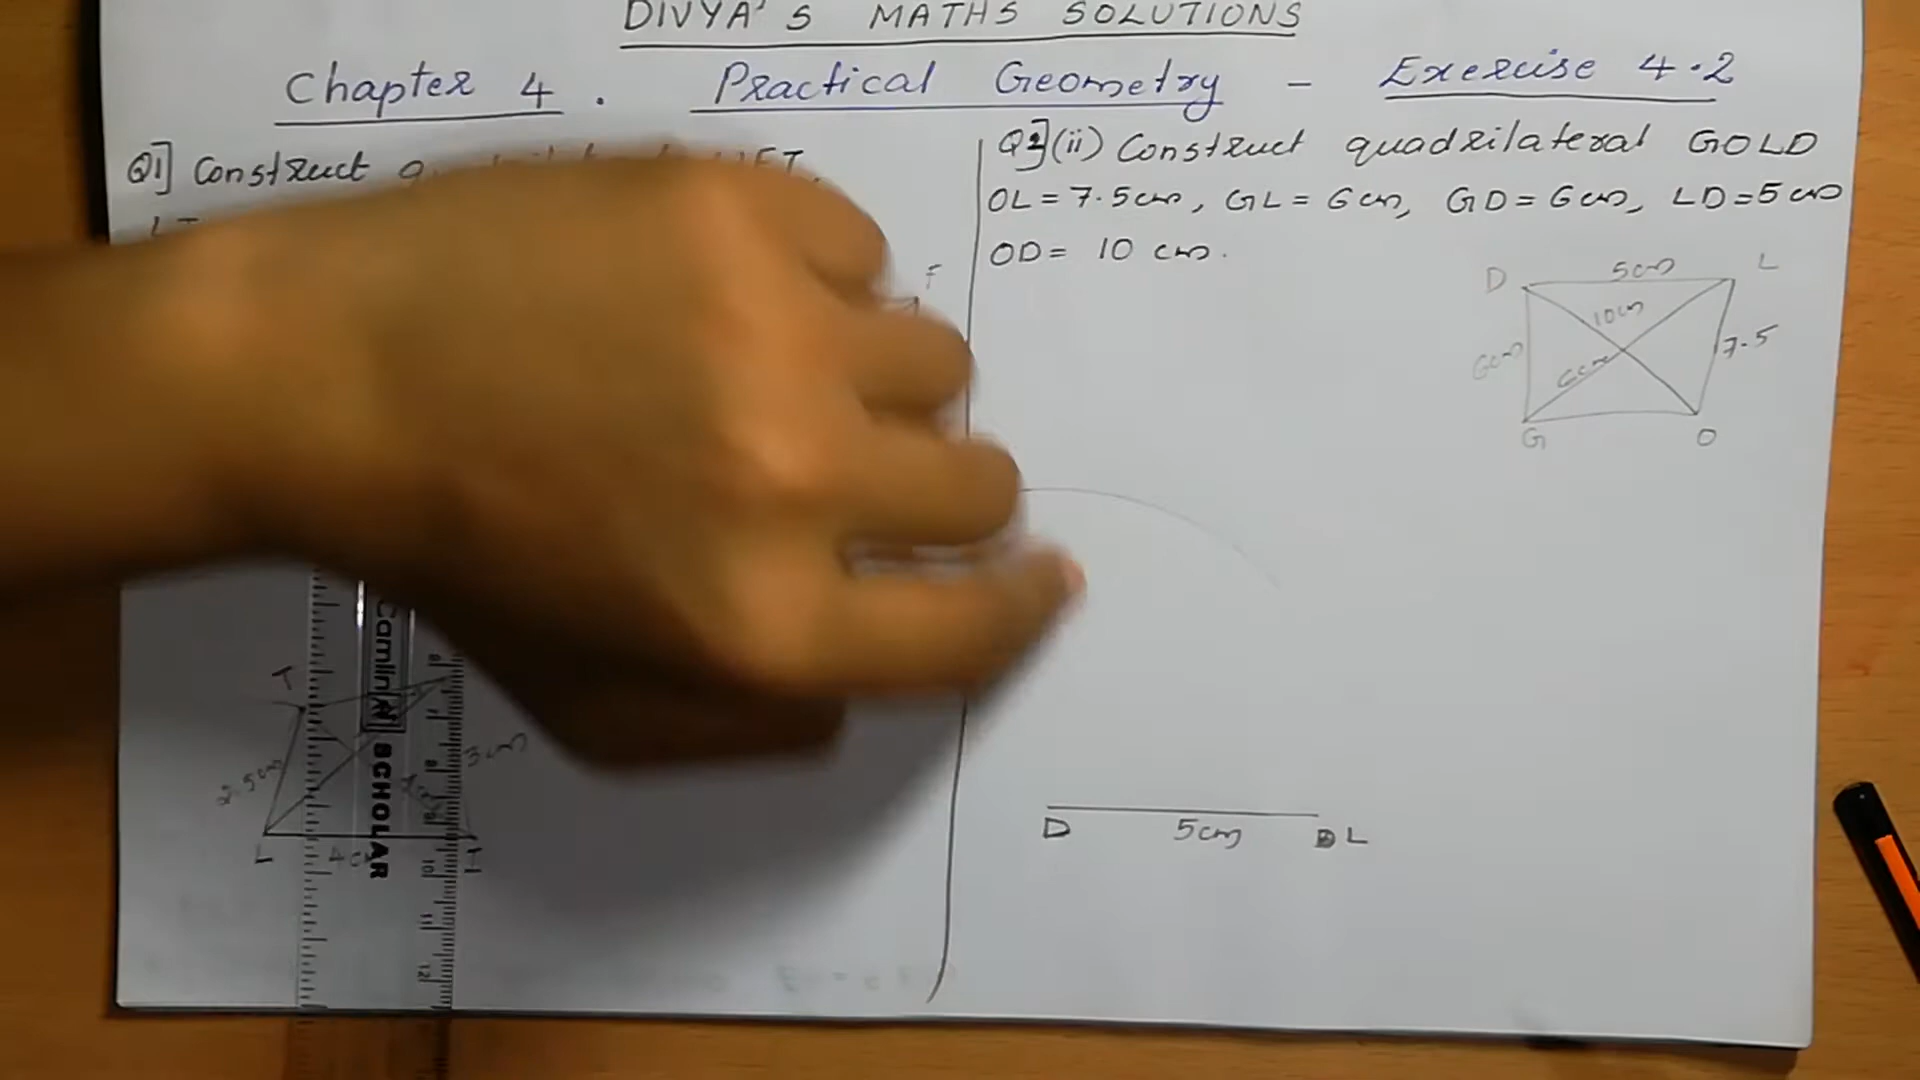 DIVYA'S MATHS SOLUTIONS
Chapter 4. Practical Geometry - Exercise 4.2
Q1] Construct
Q2](ii) Construct quadrilateral GOLD
OL = 7.5cm, GL = 6cm, GD = 6cm, LD = 5cm
OD = 10 cm.
F
D 5cm L
10cm
6cm 6cm 7.5
G O
T
2.5cm 3cm
L 4
Camlin
SCHOLAR
D 5cm L